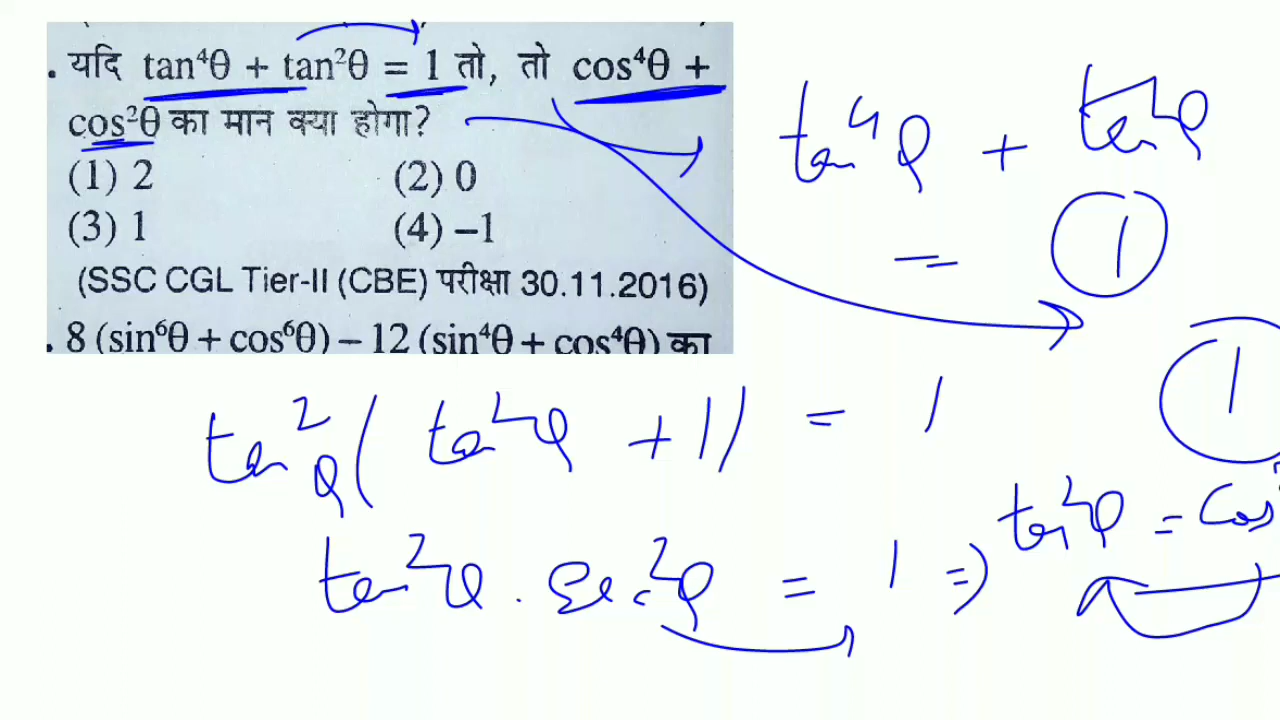 . यदि tan⁴θ + tan²θ = 1 तो, तो cos⁴θ +
cos²θ का मान क्या होगा?
(1) 2 (2) 0
(3) 1 (4) –1
(SSC CGL Tier-II (CBE) परीक्षा 30.11.2016)
. 8 (sin⁶θ + cos⁶θ) – 12 (sin⁴θ + cos⁴θ) का
tan⁴θ + tan²θ
= 1
1
tan²θ ( tan²θ + 1) = 1
tan²θ . sec²θ = 1 => tan²θ = cos²